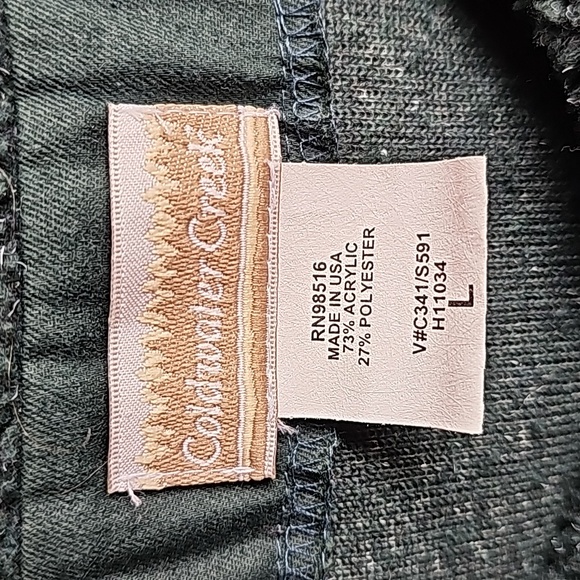 Coldwater Creek
RN98516
MADE IN USA
73% ACRYLIC
27% POLYESTER
V#C341/S591
H11034
L